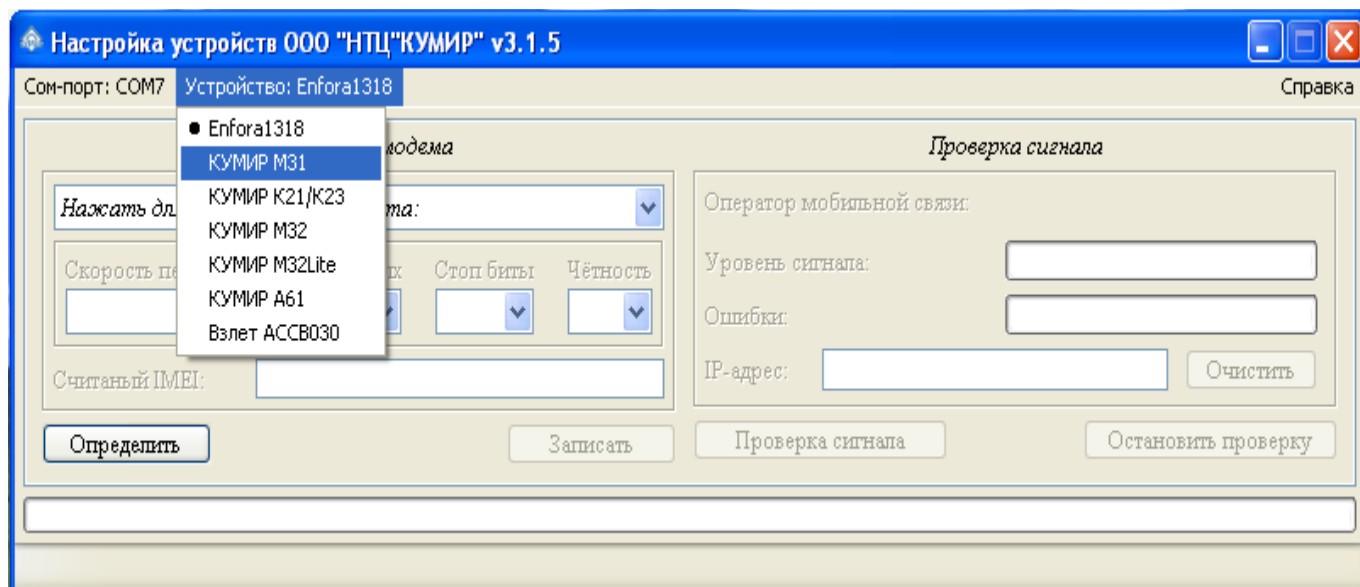 Настройка устройств ООО "НТЦ"КУМИР" v3.1.5
Com-порт: COM7 Устройство: Enfora1318 Справка
Enfora1318
КУМИР М31
КУМИР К21/К23
КУМИР М32
КУМИР M32Lite
КУМИР А61
Взлет АССВ030
модема
Нажать дл та:
Скорость пе х Стоп биты Чётность
Считаный IMEI:
Определить Записать
Проверка сигнала
Оператор мобильной связи:
Уровень сигнала:
Ошибки:
IP-адрес: Очистить
Проверка сигнала Остановить проверку